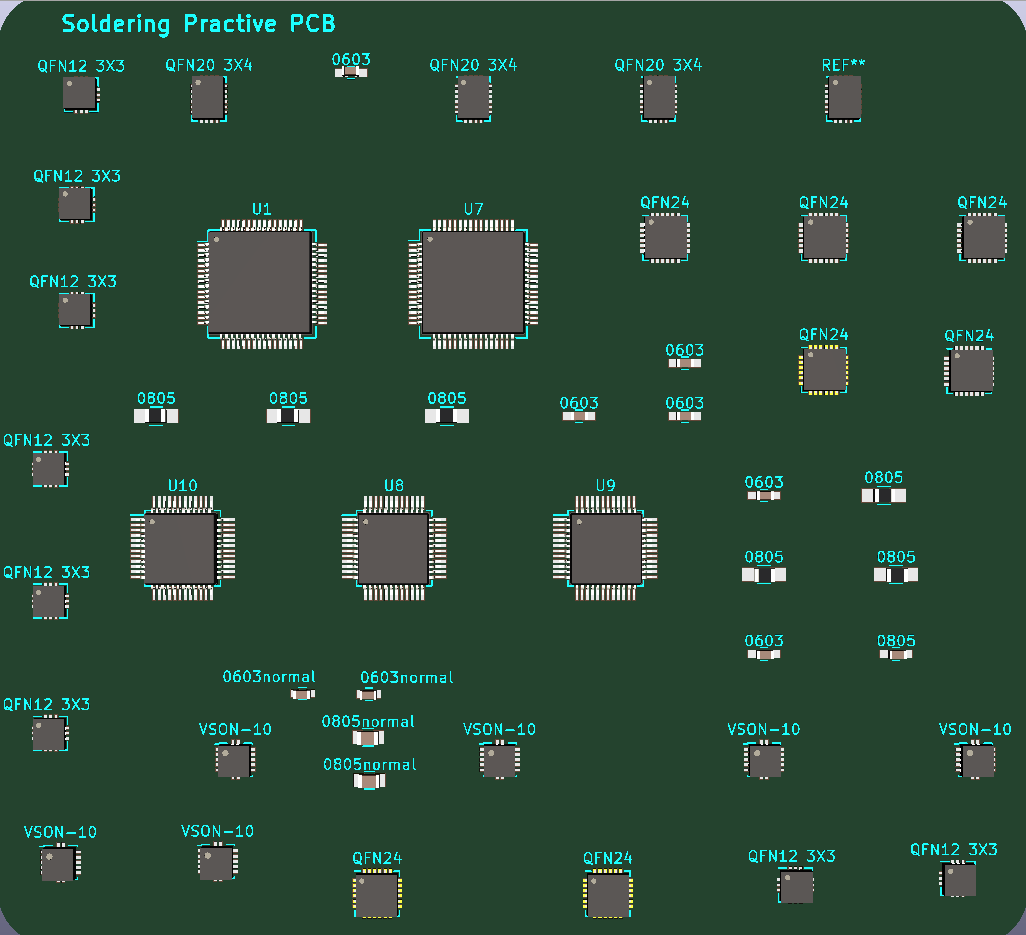 Soldering Practive PCB
QFN12 3X3
QFN20 3X4
0603
QFN20 3X4
QFN20 3X4
REF**
QFN12 3X3
U1
U7
QFN24
QFN24
QFN24
QFN12 3X3
0603
QFN24
QFN24
0805
0805
0805
0603
0603
QFN12 3X3
U10
U8
U9
0603
0805
QFN12 3X3
0805
0805
0603
0805
0603normal
0603normal
QFN12 3X3
0805normal
VSON-10
VSON-10
VSON-10
VSON-10
0805normal
VSON-10
VSON-10
QFN24
QFN24
QFN12 3X3
QFN12 3X3